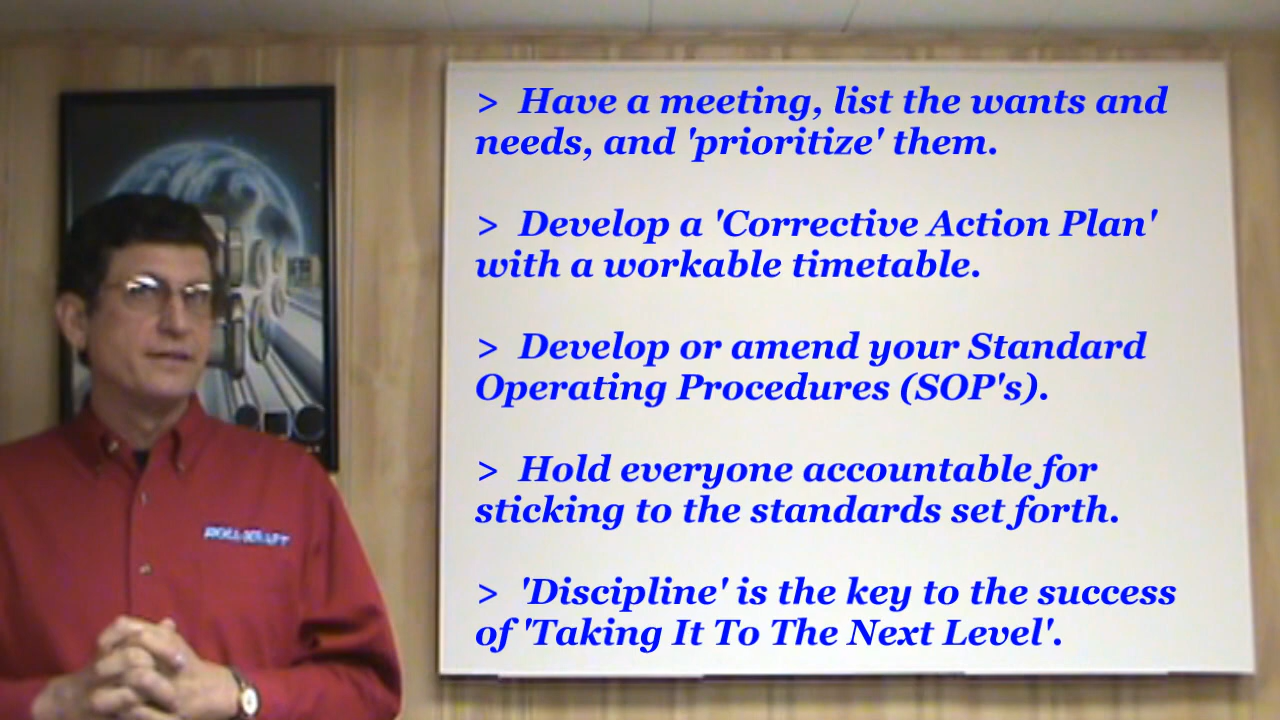 > Have a meeting, list the wants and
needs, and 'prioritize' them.
> Develop a 'Corrective Action Plan'
with a workable timetable.
> Develop or amend your Standard
Operating Procedures (SOP's).
> Hold everyone accountable for
sticking to the standards set forth.
> 'Discipline' is the key to the success
of 'Taking It To The Next Level'.